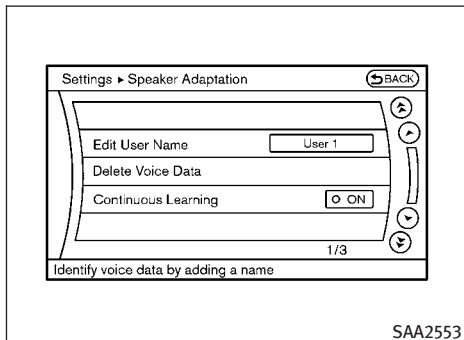 Settings ▸ Speaker Adaptation BACK
Edit User Name User 1
Delete Voice Data
Continuous Learning ON
1/3
Identify voice data by adding a name
SAA2553